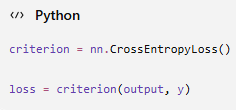 </> Python
criterion = nn.CrossEntropyLoss()
loss = criterion(output, y)